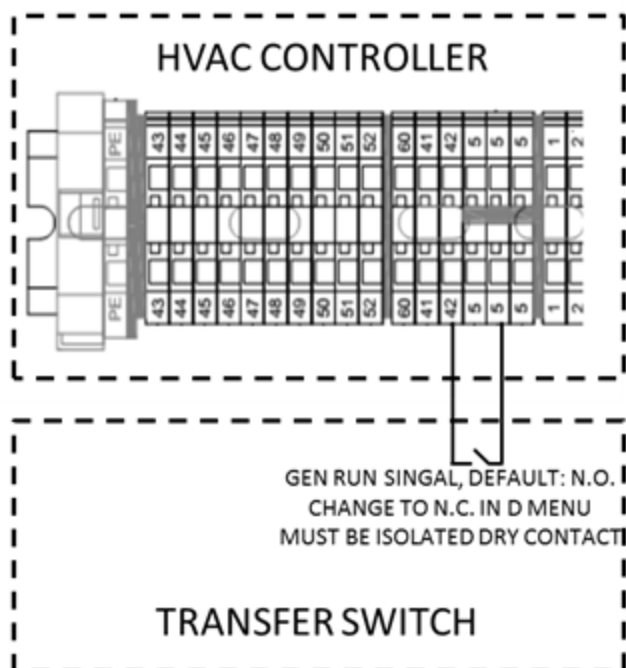 HVAC CONTROLLER
PE 43 44 45 46 47 48 49 50 51 52 60 41 42 5 5 5 1 2
PE 43 44 45 46 47 48 49 50 51 52 60 41 42 5 5 5 1 2
GEN RUN SINGAL, DEFAULT: N.O.
CHANGE TO N.C. IN D MENU
MUST BE ISOLATED DRY CONTACT
TRANSFER SWITCH